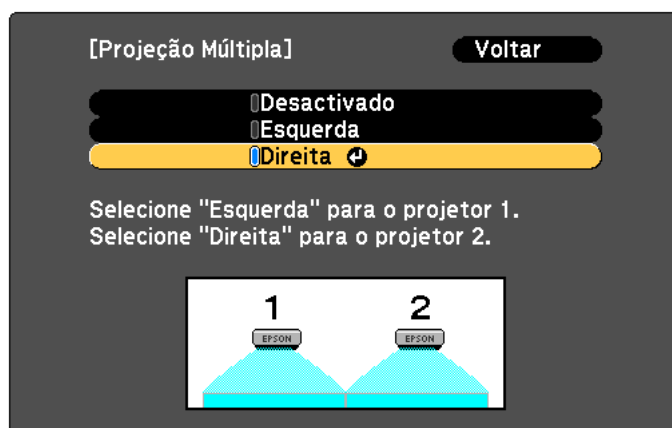 [Projeção Múltipla] Voltar
Desactivado
Esquerda
Direita
Selecione "Esquerda" para o projetor 1.
Selecione "Direita" para o projetor 2.
1 2
EPSON EPSON